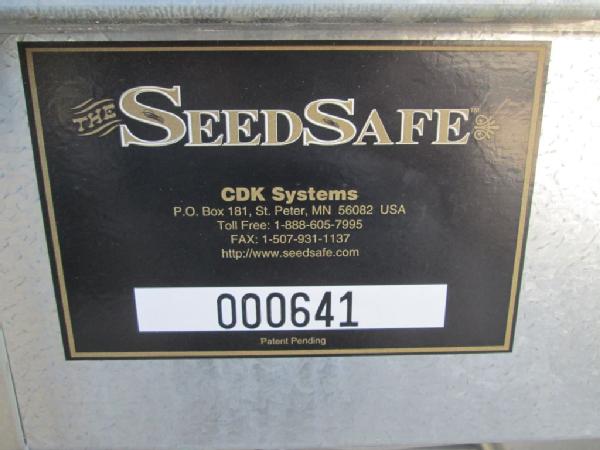 THE SEEDSAFE™
CDK Systems
P.O. Box 181, St. Peter, MN 56082 USA
Toll Free: 1-888-605-7995
FAX: 1-507-931-1137
http://www.seedsafe.com
000641
Patent Pending